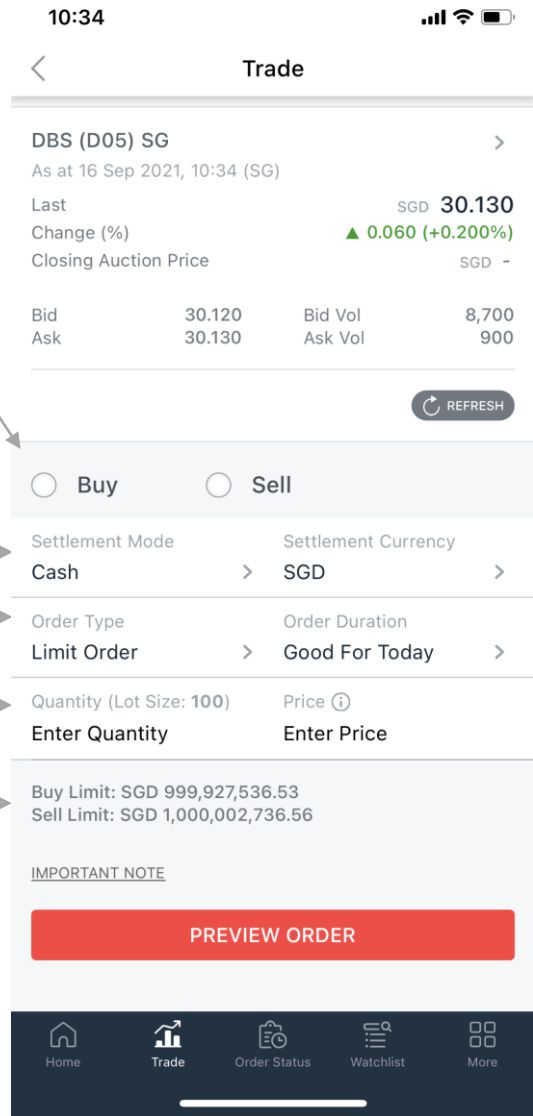 10:34
Trade
DBS (D05) SG
As at 16 Sep 2021, 10:34 (SG)
Last SGD 30.130
Change (%) ▲ 0.060 (+0.200%)
Closing Auction Price SGD -
Bid 30.120 Bid Vol 8,700
Ask 30.130 Ask Vol 900
REFRESH
Buy Sell
Settlement Mode Settlement Currency
Cash > SGD >
Order Type Order Duration
Limit Order > Good For Today >
Quantity (Lot Size: 100) Price ⓘ
Enter Quantity Enter Price
Buy Limit: SGD 999,927,536.53
Sell Limit: SGD 1,000,002,736.56
IMPORTANT NOTE
PREVIEW ORDER
Home Trade Order Status Watchlist More